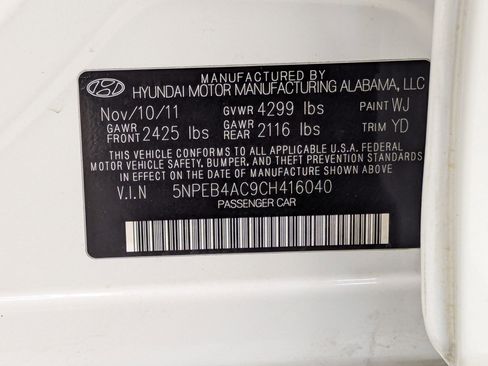 MANUFACTURED BY
HYUNDAI MOTOR MANUFACTURING ALABAMA, LLC
Nov/10/11 GVWR 4299 lbs PAINT WJ
GAWR FRONT 2425 lbs GAWR REAR 2116 lbs TRIM YD
THIS VEHICLE CONFORMS TO ALL APPLICABLE U.S.A. FEDERAL
MOTOR VEHICLE SAFETY, BUMPER, AND THEFT PREVENTION STANDARDS
IN EFFECT ON THE DATE OF MANUFACTURE SHOWN ABOVE.
V.I.N 5NPEB4AC9CH416040
PASSENGER CAR